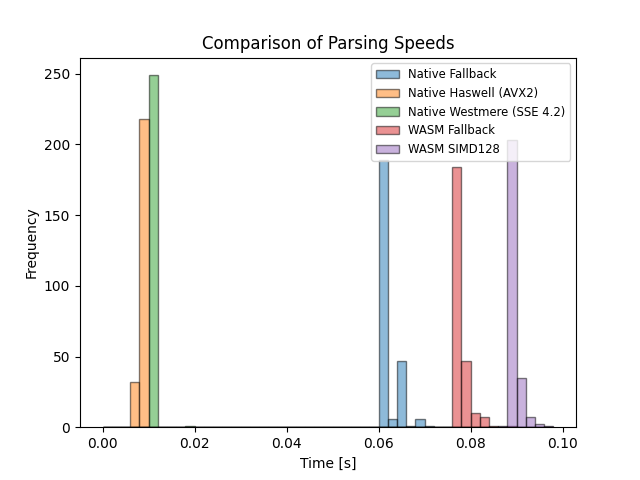 Comparison of Parsing Speeds
Native Fallback
Native Haswell (AVX2)
Native Westmere (SSE 4.2)
WASM Fallback
WASM SIMD128
250
200
150
100
50
0
Frequency
0.00 0.02 0.04 0.06 0.08 0.10
Time [s]